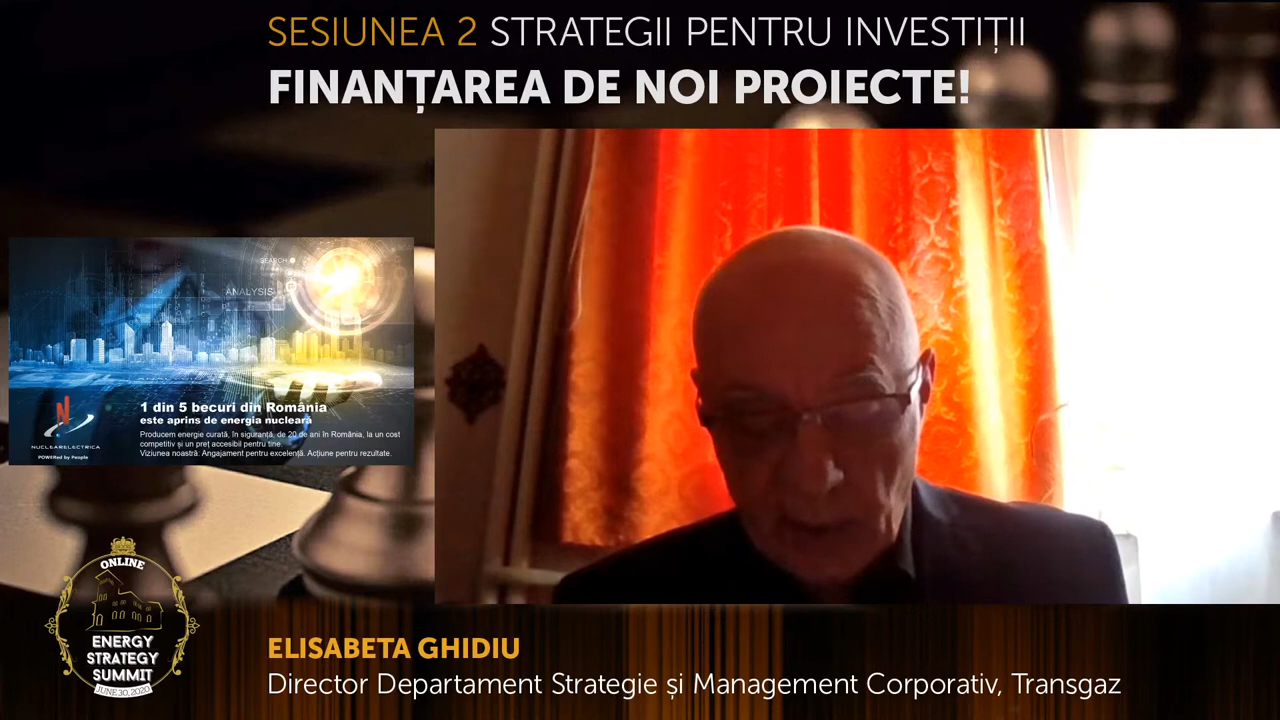 SESIUNEA 2 STRATEGII PENTRU INVESTIȚII
FINANȚAREA DE NOI PROIECTE!
SEARCH
ANALYSIS
1 din 5 becuri din România
este aprins de energia nucleară
Producem energie curată, în siguranță, de 20 de ani în România, la un cost
competitiv și un preț accesibil pentru tine.
Viziunea noastră. Angajament pentru excelență. Acțiune pentru rezultate.
NUCLEARELECTRICA
POWERed by People
ONLINE
ENERGY
STRATEGY
SUMMIT
JUNE 30, 2020
ELISABETA GHIDIU
Director Departament Strategie și Management Corporativ, Transgaz